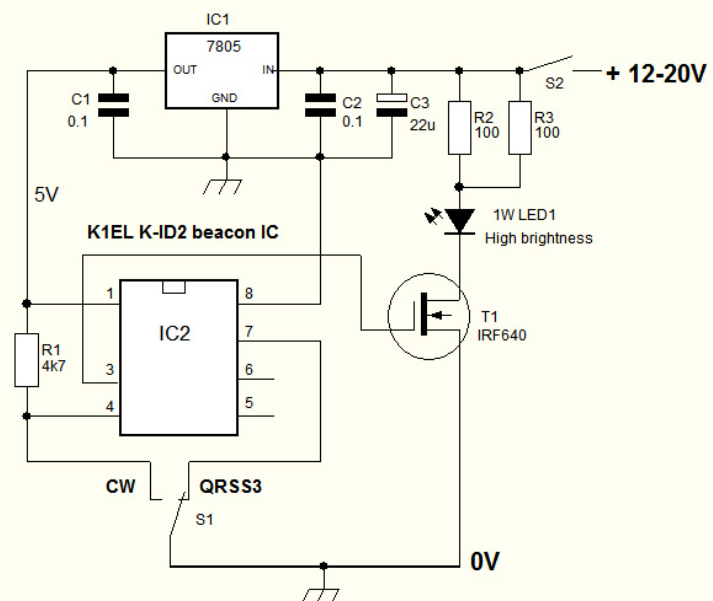 IC1
7805
OUT
IN
GND
C1
0.1
C2
0.1
C3
22u
R2
100
R3
100
S2
+ 12-20V
5V
K1EL K-ID2 beacon IC
1W LED1
High brightness
1
8
IC2
7
R1
4k7
3
6
4
5
T1
IRF640
CW
QRSS3
S1
0V